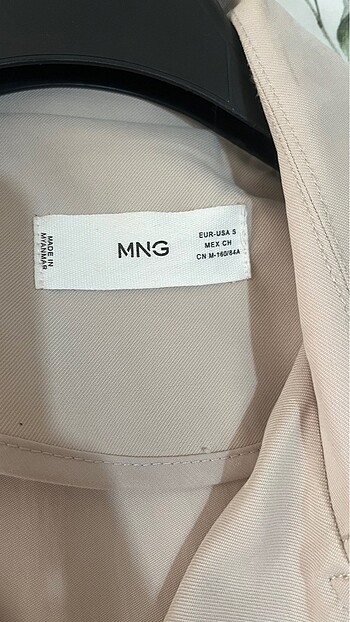 MADE IN
MYANMAR
MNG
EUR-USA S
MEX CH
CN M-160/84A